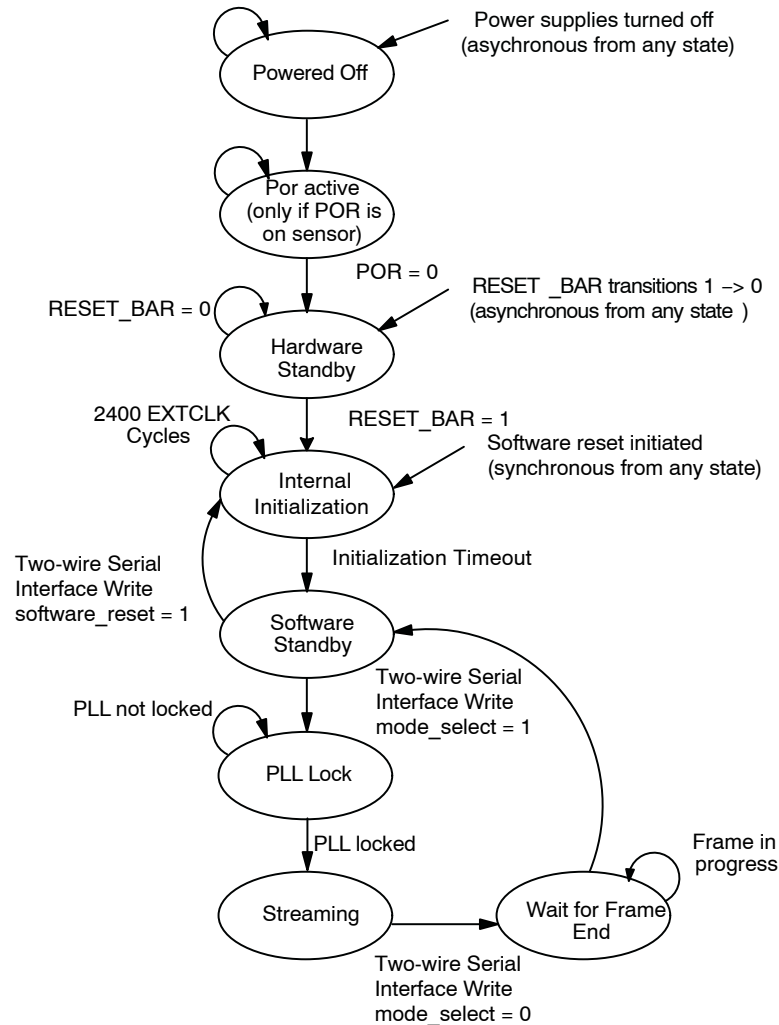 Power supplies turned off
(asychronous from any state)
Powered Off
Por active
(only if POR is
on sensor)
POR = 0
RESET _BAR transitions 1 –> 0
(asynchronous from any state )
RESET_BAR = 0
Hardware
Standby
2400 EXTCLK
Cycles
RESET_BAR = 1
Software reset initiated
(synchronous from any state)
Internal
Initialization
Initialization Timeout
Two-wire Serial
Interface Write
software_reset = 1
Software
Standby
Two-wire Serial
Interface Write
mode_select = 1
PLL not locked
PLL Lock
PLL locked
Frame in
progress
Streaming
Wait for Frame
End
Two-wire Serial
Interface Write
mode_select = 0